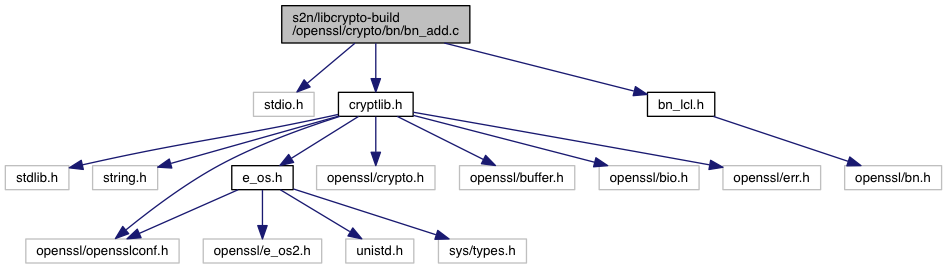 s2n/libcrypto-build
/openssl/crypto/bn/bn_add.c
stdio.h
cryptlib.h
bn_lcl.h
stdlib.h
string.h
e_os.h
openssl/crypto.h
openssl/buffer.h
openssl/bio.h
openssl/err.h
openssl/bn.h
openssl/opensslconf.h
openssl/e_os2.h
unistd.h
sys/types.h